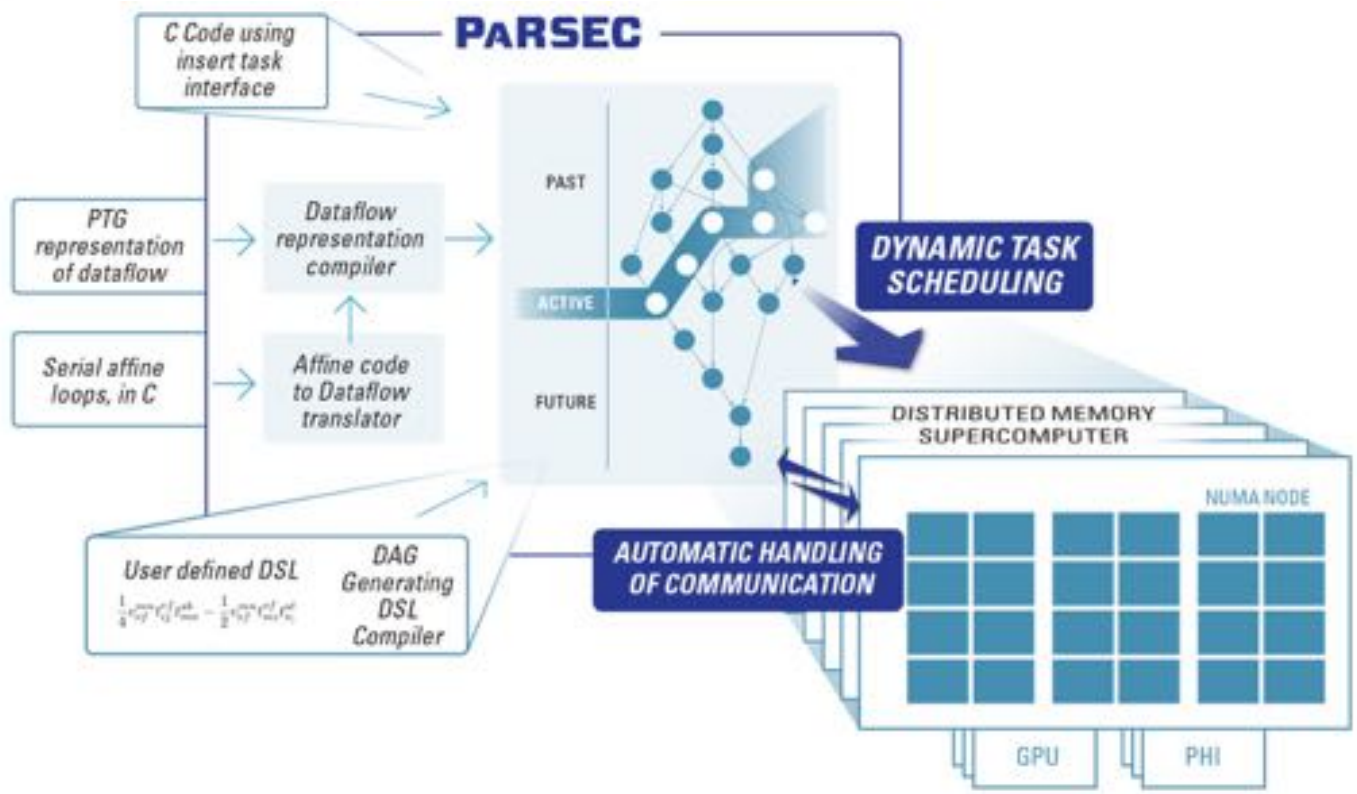 C Code using
insert task
interface
PaRSEC
PTG
representation
of dataflow
Dataflow
representation
compiler
Serial affine
loops, in C
Affine code
to Dataflow
translator
PAST
ACTIVE
FUTURE
DYNAMIC TASK
SCHEDULING
DISTRIBUTED MEMORY
SUPERCOMPUTER
NUMA NODE
User defined DSL
DAG
Generating
DSL
Compiler
AUTOMATIC HANDLING
OF COMMUNICATION
GPU
PHI